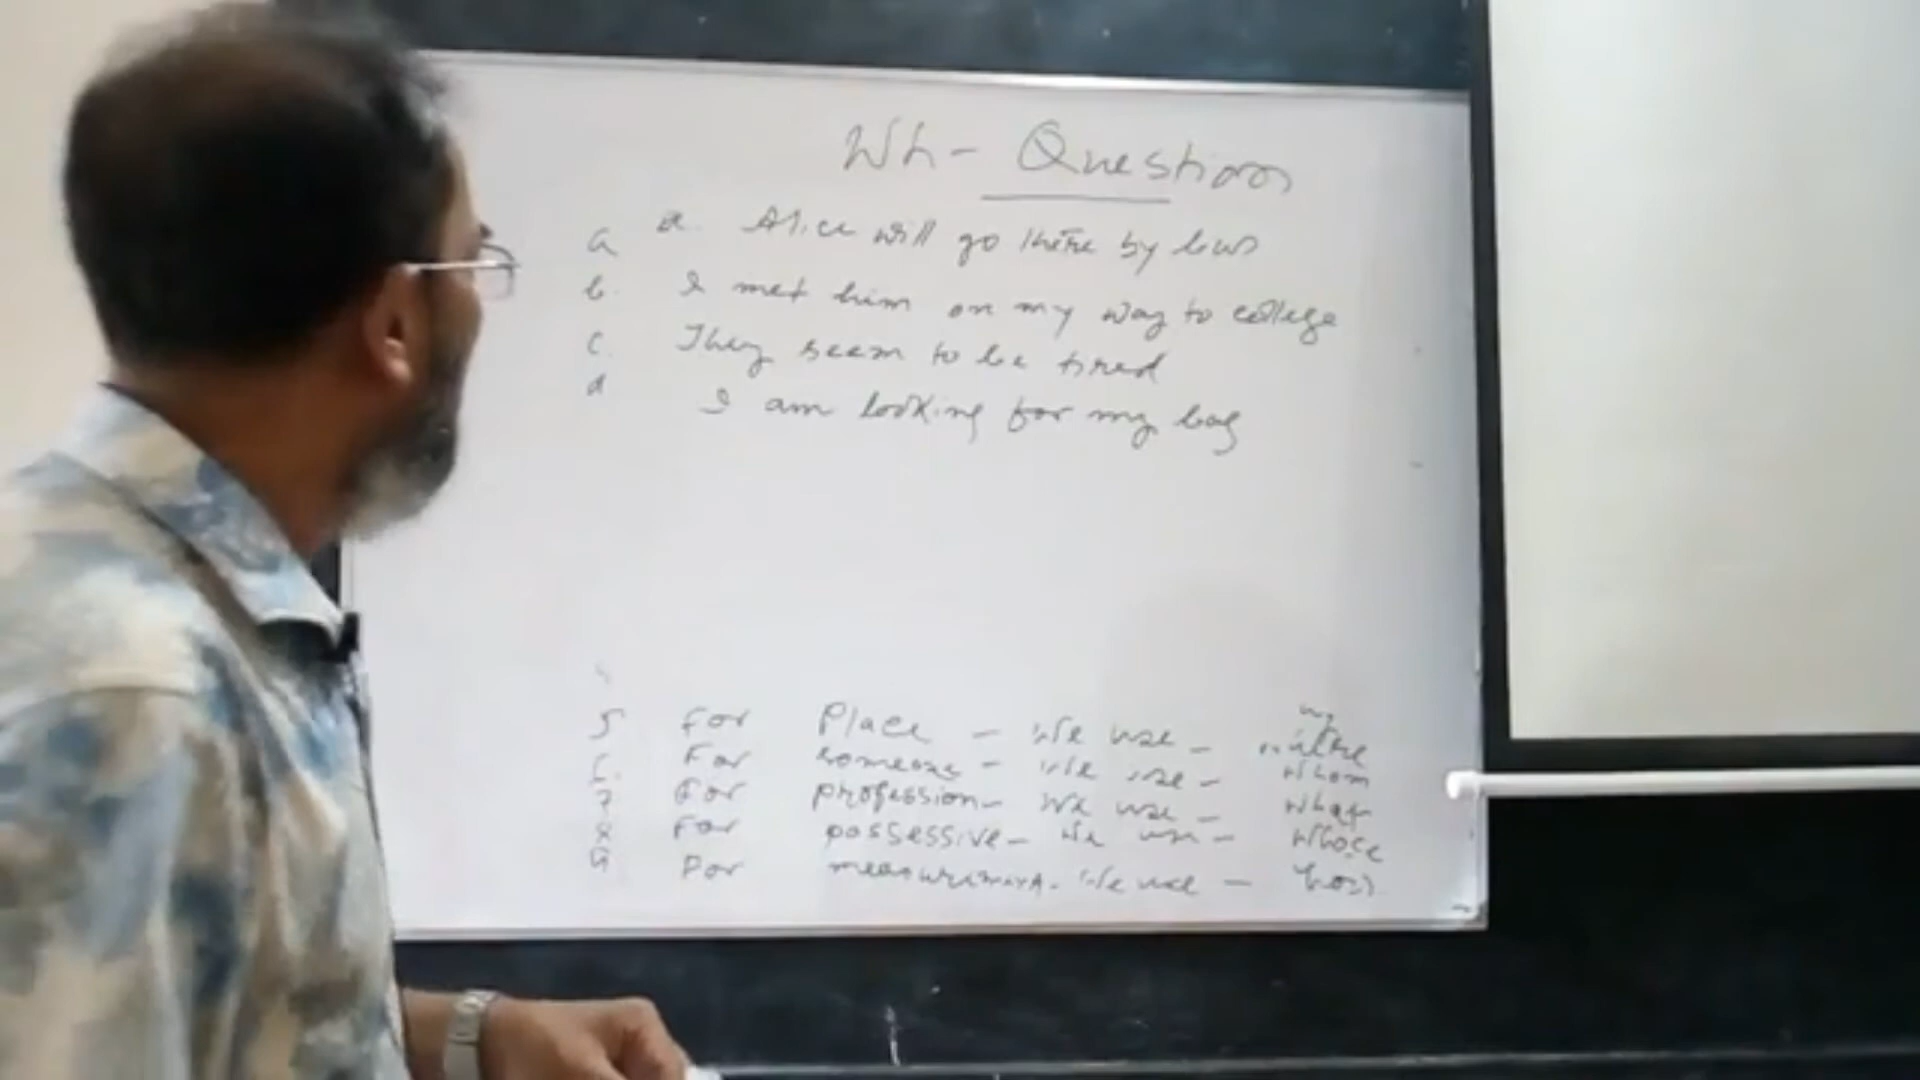 Wh - Questions
a a. Alice will go there by bus
b. I met him on my way to college
c. They seem to be tired
d I am looking for my bag
5 For Place - We use -
6. For someone - We use - Whom
7 For profession - We use - What
8 For possessive - We use - Whose
9 For measurement. We use - how